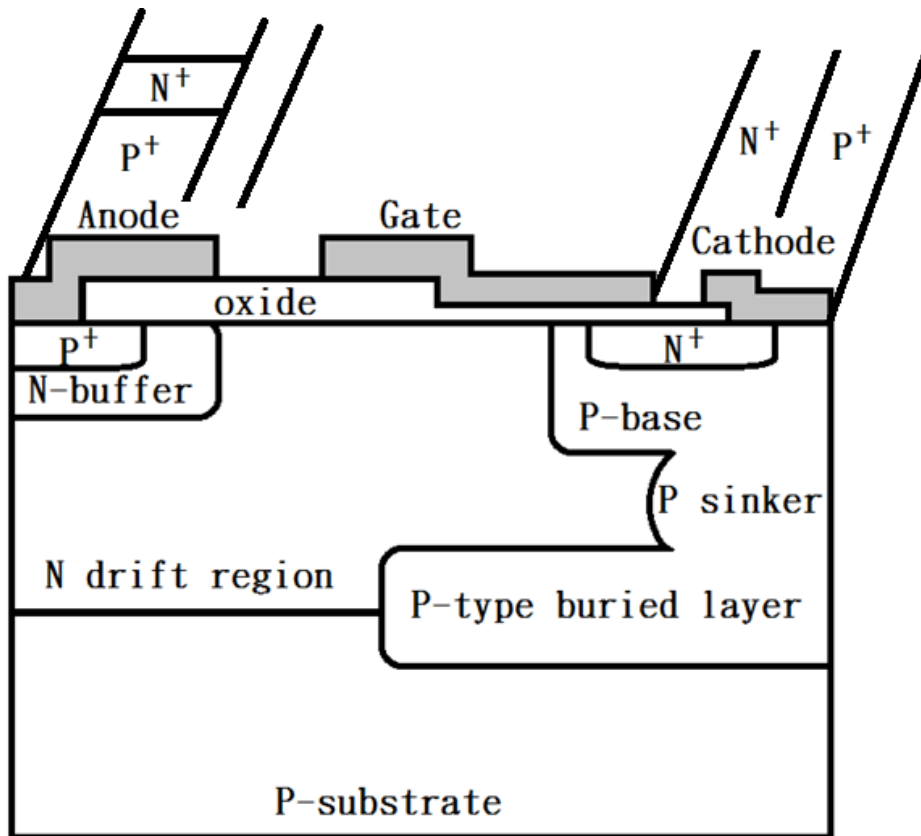 N+
P+
N+
P+
Anode
Gate
Cathode
oxide
P+
N+
N-buffer
P-base
P sinker
N drift region
P-type buried layer
P-substrate